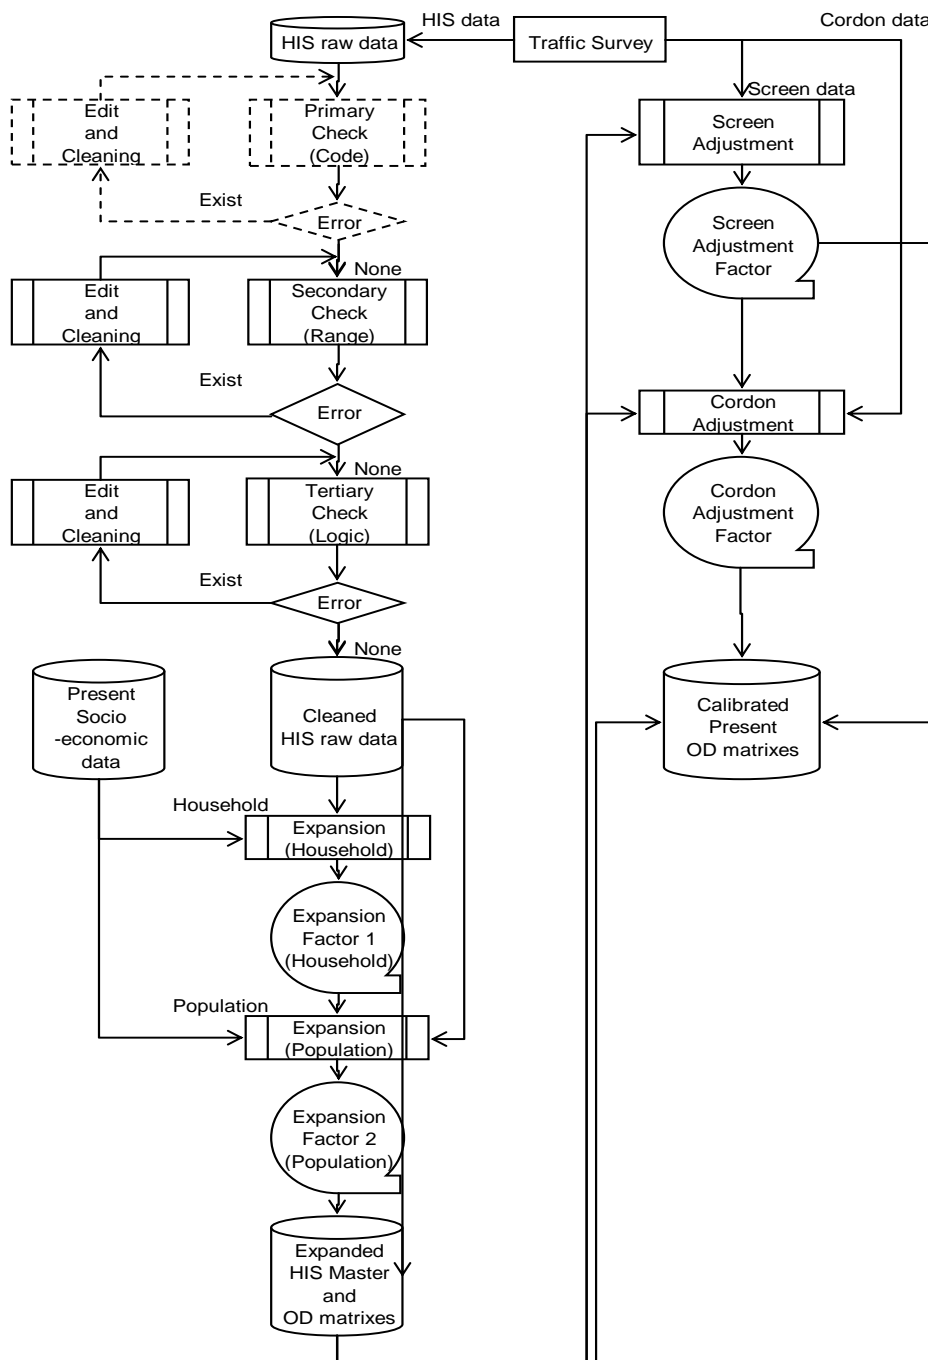 HIS data
Cordon data
HIS raw data
Traffic Survey
Screen data
Edit
and
Cleaning
Primary
Check
(Code)
Screen
Adjustment
Exist
Error
Screen
Adjustment
Factor
None
Edit
and
Cleaning
Secondary
Check
(Range)
Exist
Error
Cordon
Adjustment
None
Edit
and
Cleaning
Tertiary
Check
(Logic)
Cordon
Adjustment
Factor
Exist
Error
None
Present
Socio
-economic
data
Cleaned
HIS raw data
Calibrated
Present
OD matrixes
Household
Expansion
(Household)
Expansion
Factor 1
(Household)
Population
Expansion
(Population)
Expansion
Factor 2
(Population)
Expanded
HIS Master
and
OD matrixes